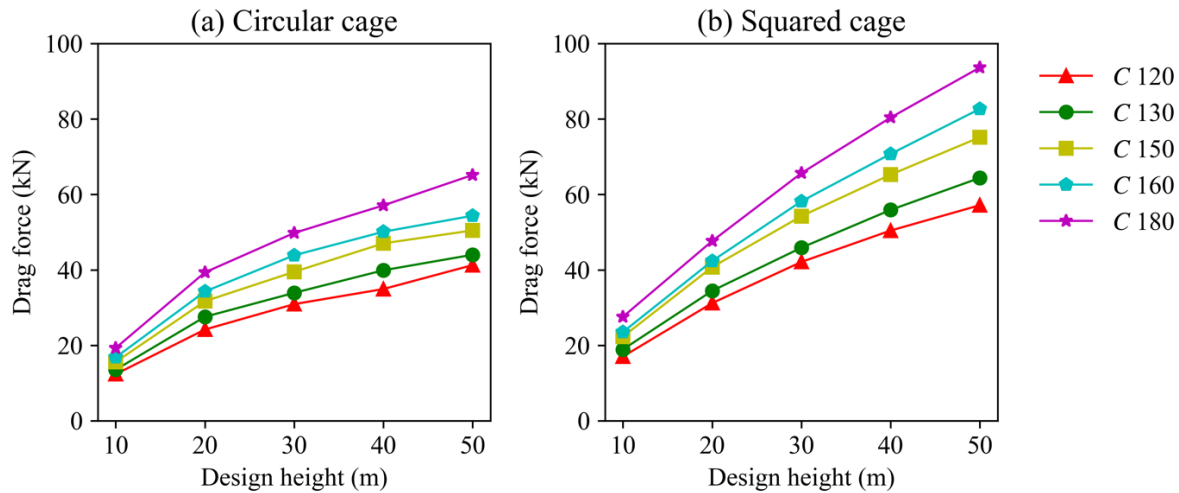 (a) Circular cage
Drag force (kN)
100
80
60
40
20
0
10 20 30 40 50
Design height (m)
(b) Squared cage
Drag force (kN)
100
80
60
40
20
0
10 20 30 40 50
Design height (m)
C 120
C 130
C 150
C 160
C 180